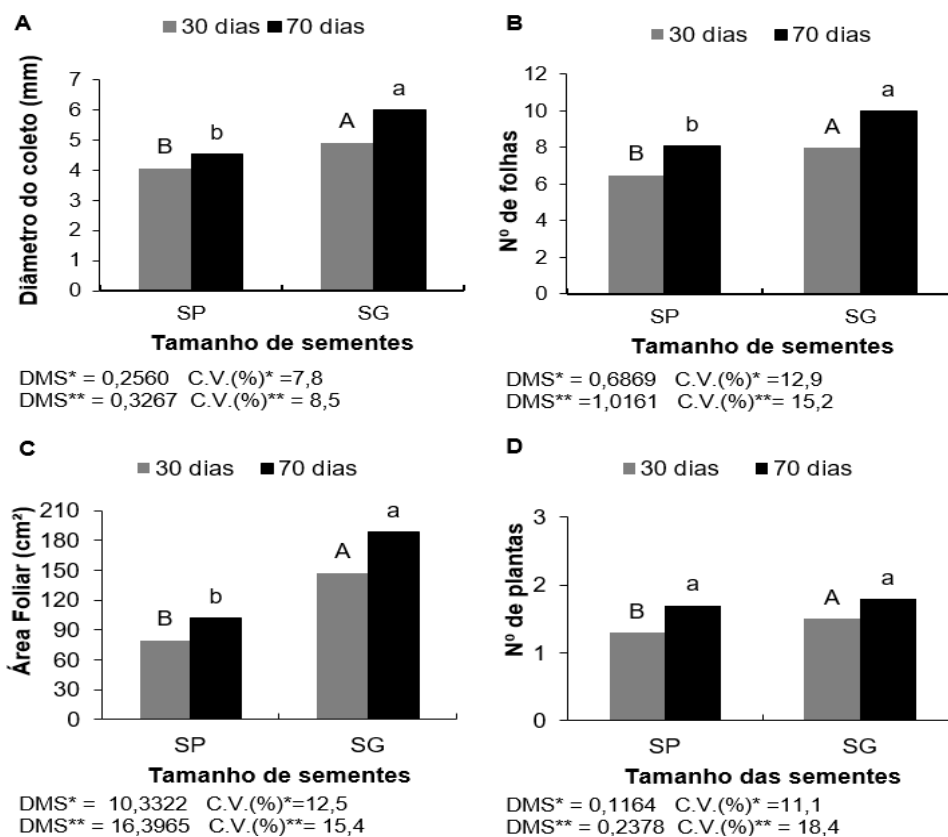 A
30 dias 70 dias
Diâmetro do coleto (mm)
7
6
5
4
3
2
1
0
B
b
A
a
SP
SG
Tamanho de sementes
DMS* = 0,2560 C.V.(%)* =7,8
DMS** = 0,3267 C.V.(%)** = 8,5
B
30 dias 70 dias
Nº de folhas
12
10
8
6
4
2
0
B
b
A
a
SP
SG
Tamanho de sementes
DMS* = 0,6869 C.V.(%)* =12,9
DMS** =1,0161 C.V.(%)**= 15,2
C
30 dias 70 dias
Área Foliar (cm²)
210
180
150
120
90
60
30
0
B
b
A
a
SP
SG
Tamanho de sementes
DMS* = 10,3322 C.V.(%)*=12,5
DMS** = 16,3965 C.V.(%)**= 15,4
D
30 dias 70 dias
Nº de plantas
3
2
1
0
B
a
A
a
SP
SG
Tamanho das sementes
DMS* = 0,1164 C.V.(%)* =11,1
DMS** = 0,2378 C.V.(%)** = 18,4